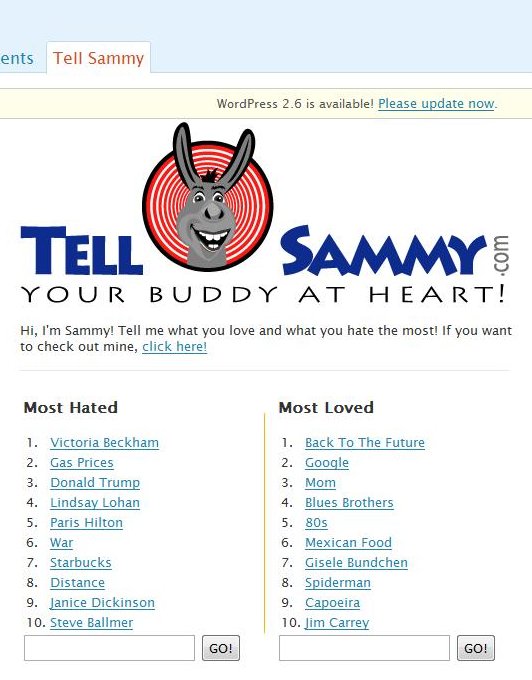 ents Tell Sammy
WordPress 2.6 is available! Please update now.
TELL SAMMY.com
YOUR BUDDY AT HEART!
Hi, I'm Sammy! Tell me what you love and what you hate the most! If you want
to check out mine, click here!
Most Hated
1. Victoria Beckham
2. Gas Prices
3. Donald Trump
4. Lindsay Lohan
5. Paris Hilton
6. War
7. Starbucks
8. Distance
9. Janice Dickinson
10. Steve Ballmer
GO!
Most Loved
1. Back To The Future
2. Google
3. Mom
4. Blues Brothers
5. 80s
6. Mexican Food
7. Gisele Bundchen
8. Spiderman
9. Capoeira
10. Jim Carrey
GO!